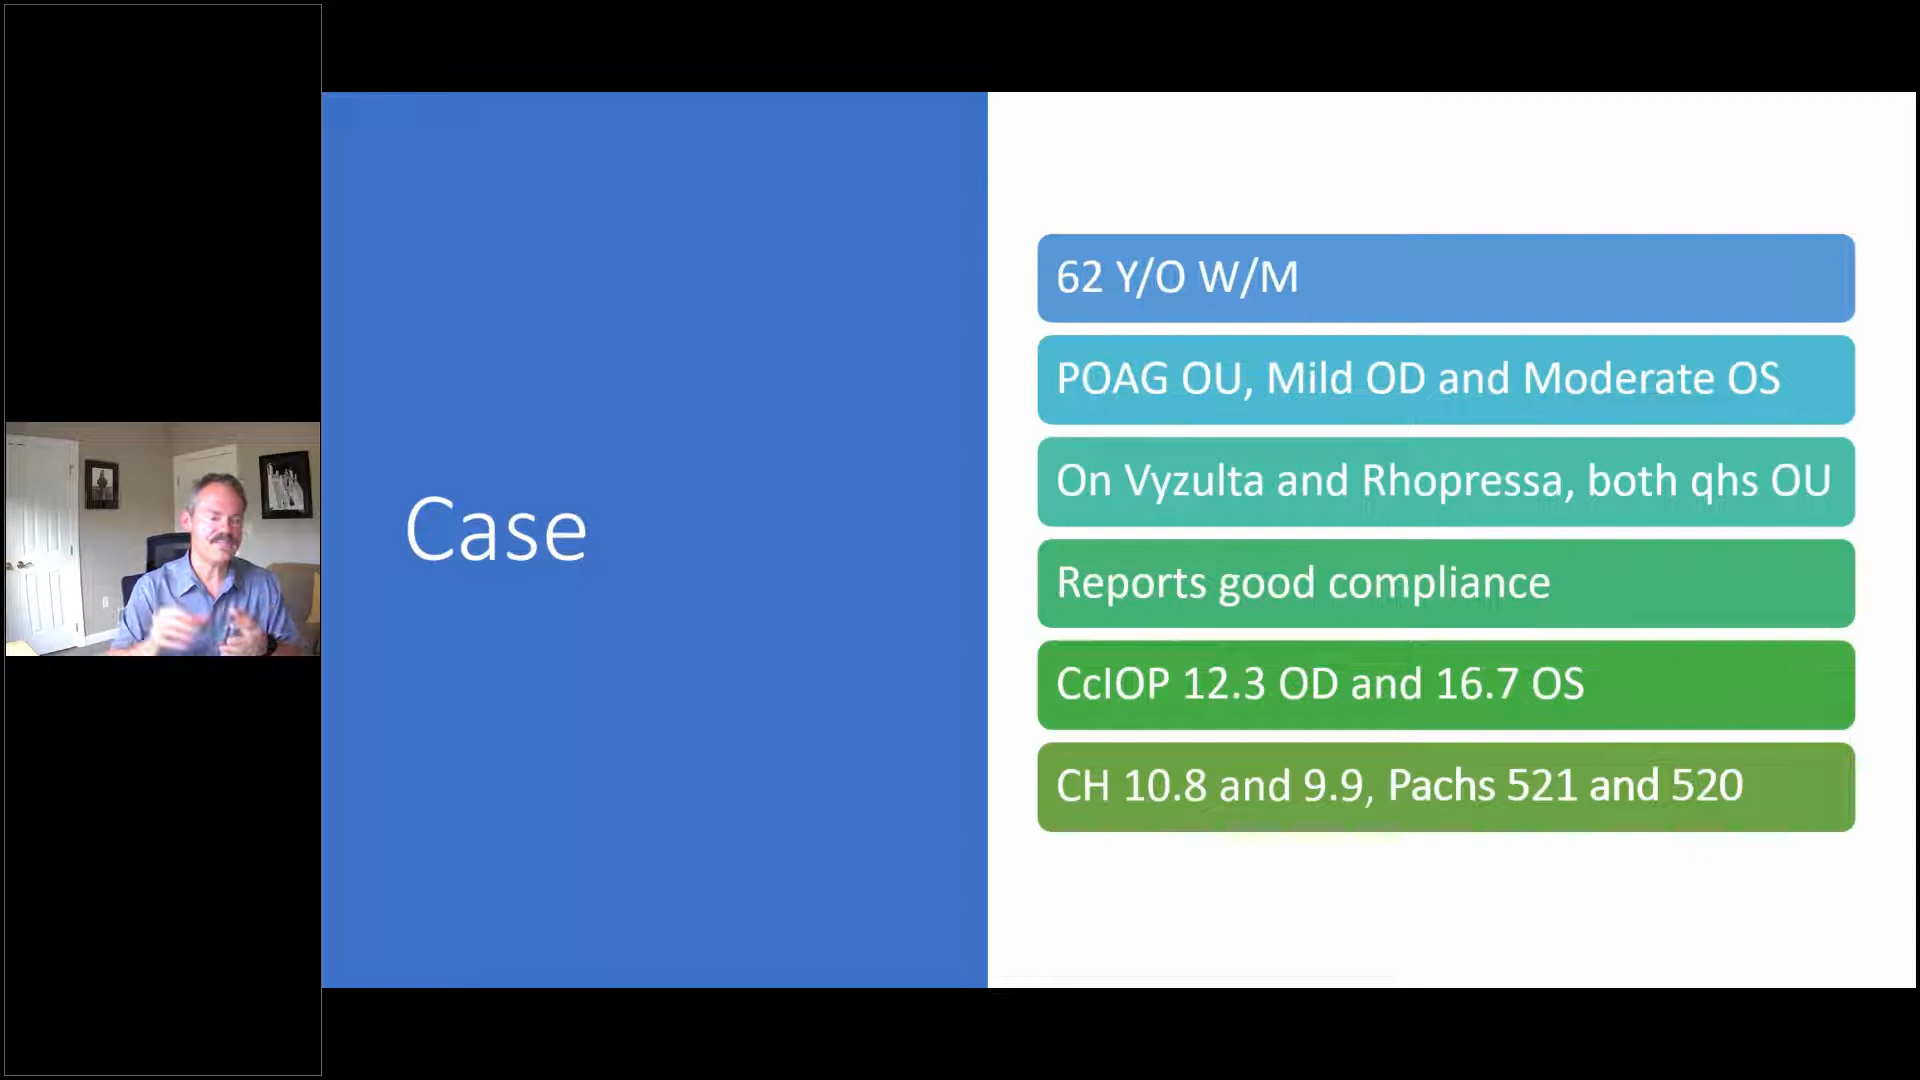 Case
62 Y/O W/M
POAG OU, Mild OD and Moderate OS
On Vyzulta and Rhopressa, both qhs OU
Reports good compliance
CcIOP 12.3 OD and 16.7 OS
CH 10.8 and 9.9, Pachs 521 and 520